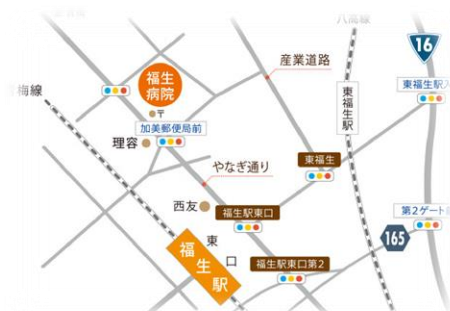 八高線
16
産業道路
福生
病院
東福生駅
梅線
〒
加美郵便局前
理容
やなぎ通り
東福生
西友
福生駅東口
第2ゲート
165
東口
福生駅
福生駅東口第2
東福生駅入